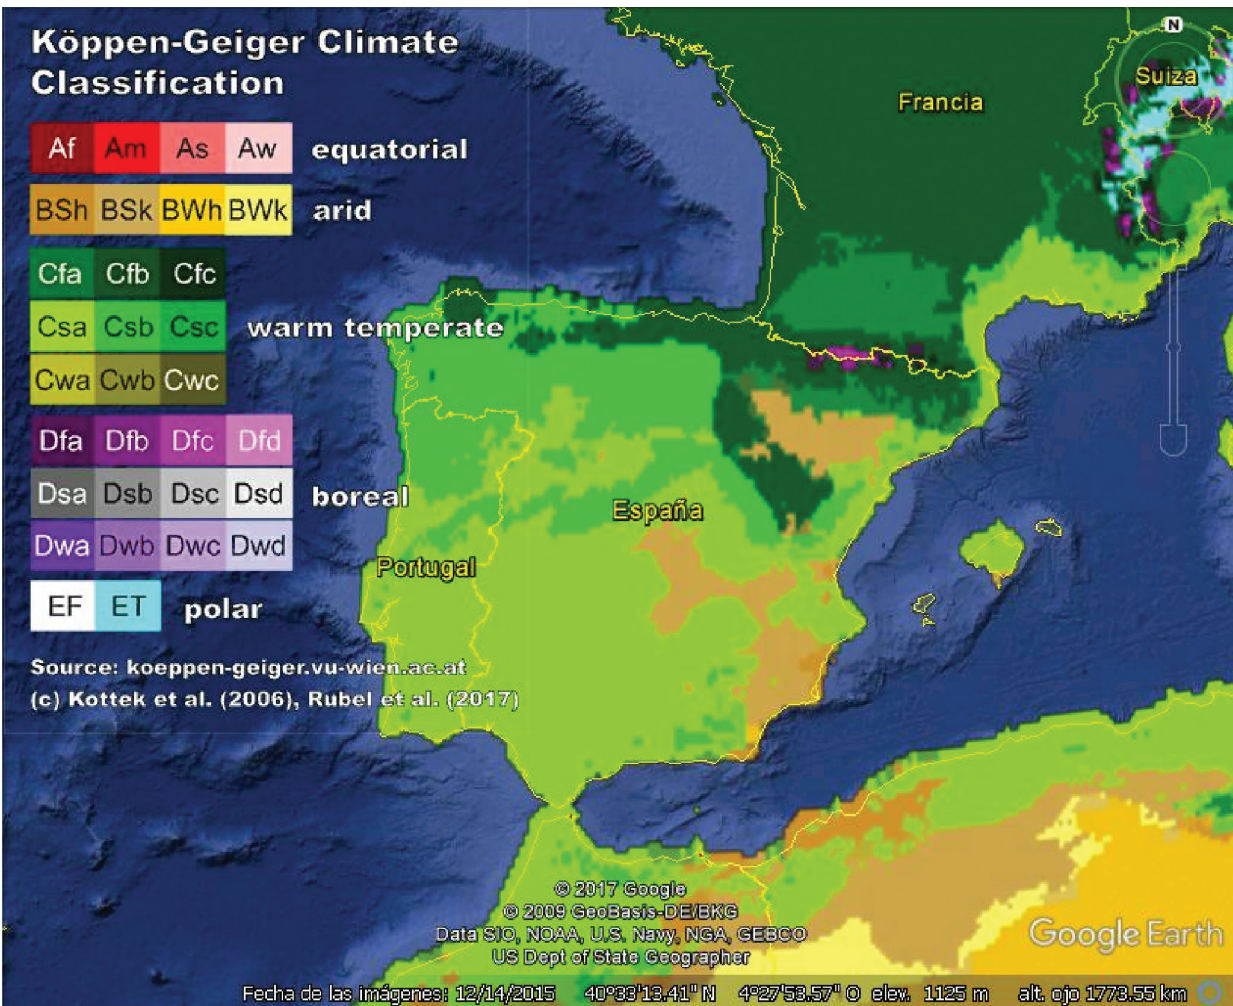 Köppen-Geiger Climate
Classification
Af Am As Aw equatorial
BSh BSk BWh BWk arid
Cfa Cfb Cfc
Csa Csb Csc warm temperate
Cwa Cwb Cwc
Dfa Dfb Dfc Dfd
Dsa Dsb Dsc Dsd boreal
Dwa Dwb Dwc Dwd
EF ET polar
Source: koeppen-geiger.vu-wien.ac.at
(c) Kottek et al. (2006), Rubel et al. (2017)
N
Suiza
Francia
España
Portugal
© 2017 Google
© 2009 GeoBasis-DE/BKG
Data SIO, NOAA, U.S. Navy, NGA, GEBCO
US Dept of State Geographer
Google Earth
Fecha de las imágenes: 12/14/2015 40°33'13.41" N 4°27'53.57" O elev. 1125 m alt. ojo 1773.55 km